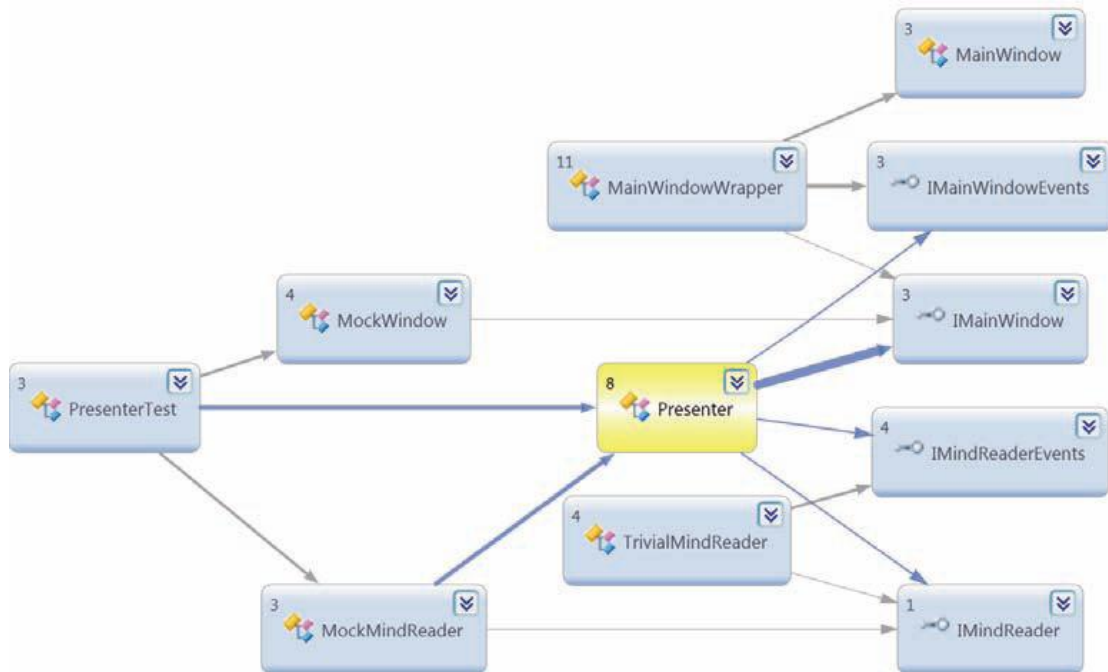 3
MainWindow
11
MainWindowWrapper
3
IMainWindowEvents
4
MockWindow
3
IMainWindow
3
PresenterTest
8
Presenter
4
IMindReaderEvents
4
TrivialMindReader
3
MockMindReader
1
IMindReader